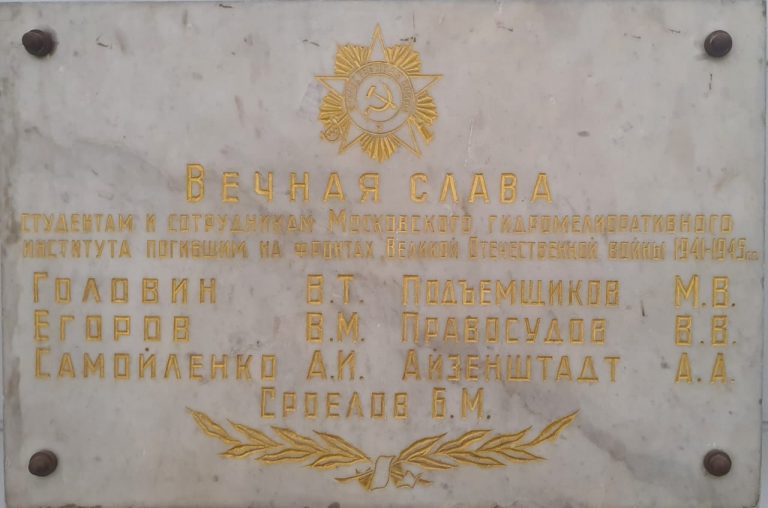 Вечная слава
студентам и сотрудникам Московского гидромелиоративного
института погибшим на фронтах Великой Отечественной войны 1941-1945г.г.
Головин В.Т. Подъемщиков М.В.
Егоров В.М. Правосудов В.В.
Самойленко А.И. Айзенштадт А.А.
Сроелов Б.М.